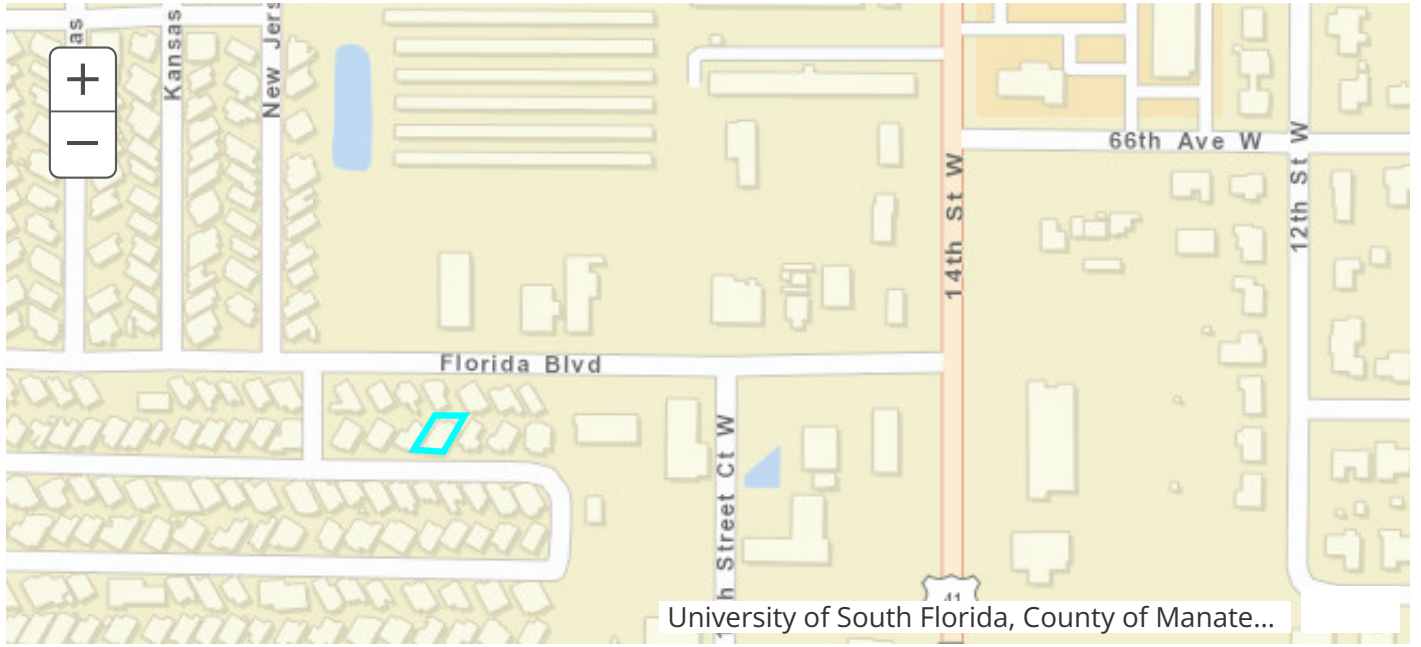 Kansas
New Jers
as
+
−
66th Ave W
14th St W
12th St W
Florida Blvd
h Street Ct W
41
University of South Florida, County of Manate...